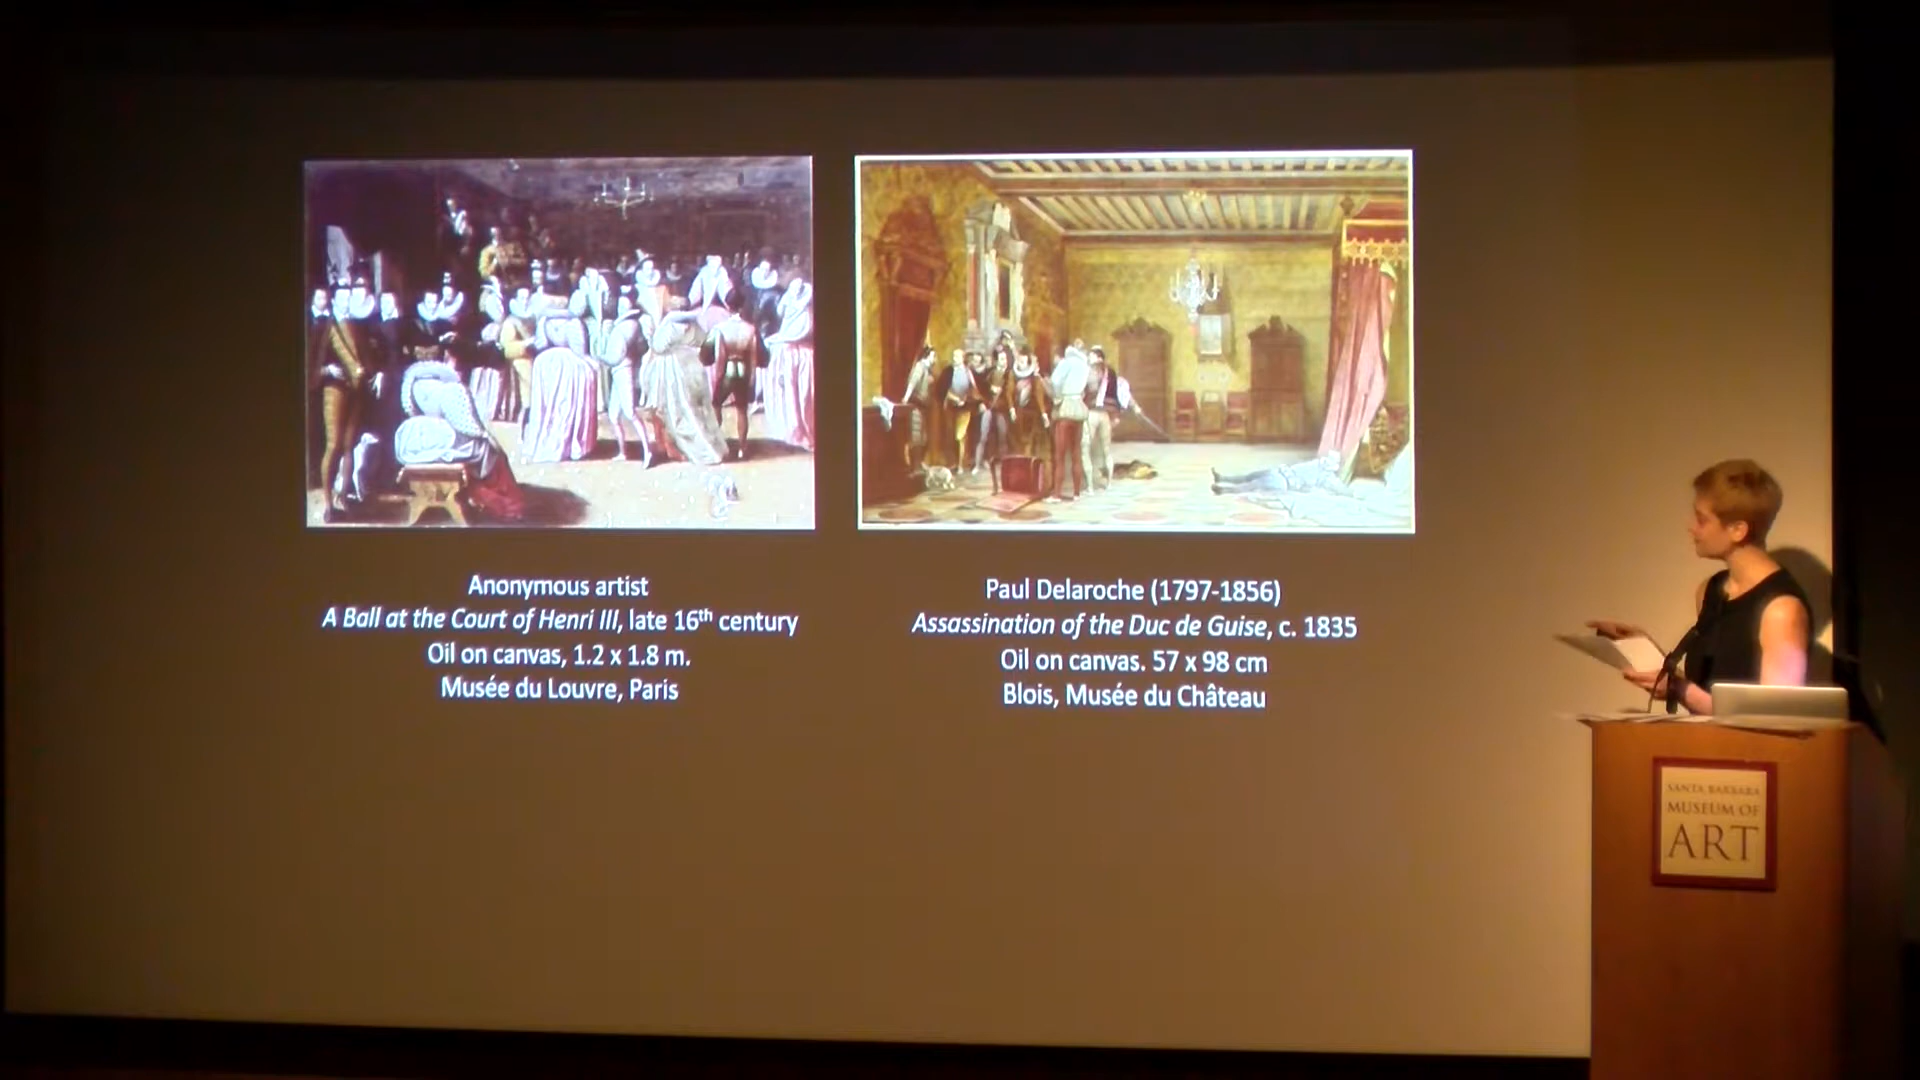 Anonymous artist
A Ball at the Court of Henri III, late 16th century
Oil on canvas, 1.2 x 1.8 m.
Musée du Louvre, Paris
Paul Delaroche (1797-1856)
Assassination of the Duc de Guise, c. 1835
Oil on canvas. 57 x 98 cm
Blois, Musée du Château
SANTA BARBARA
MUSEUM OF
ART